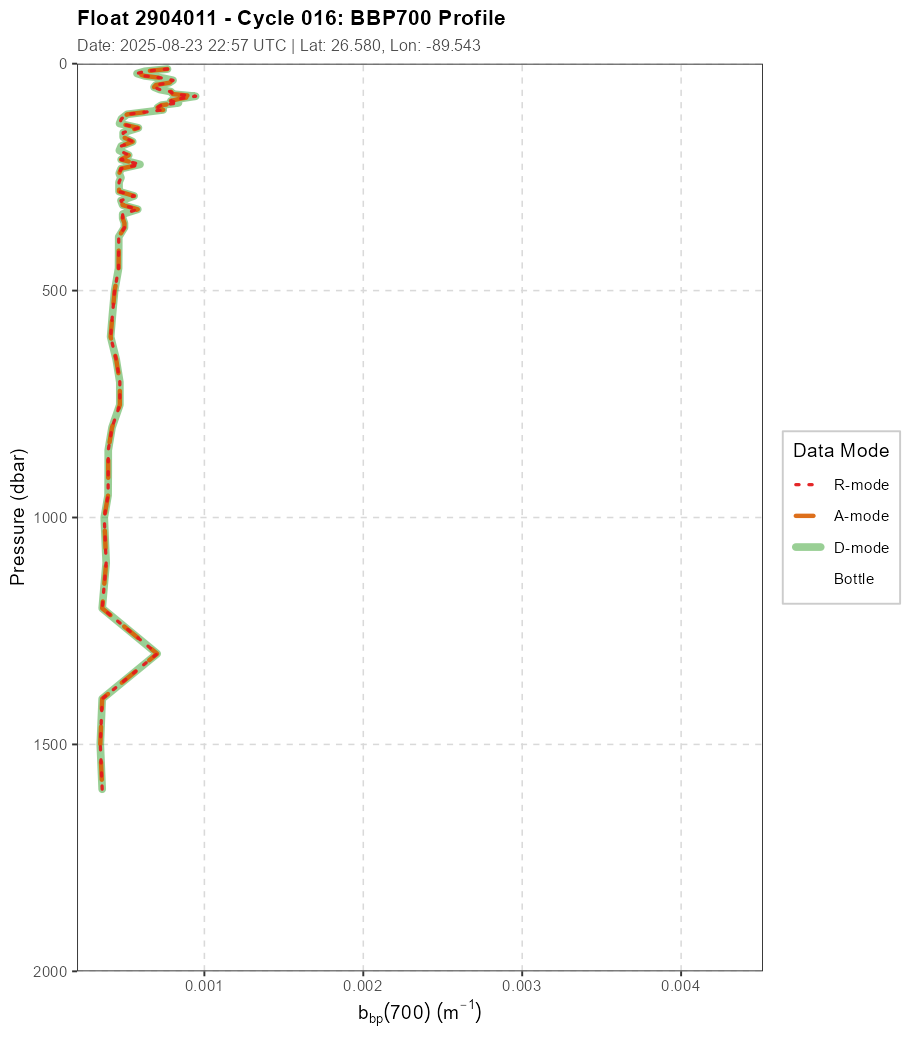 Float 2904011 - Cycle 016: BBP700 Profile
Date: 2025-08-23 22:57 UTC | Lat: 26.580, Lon: -89.543
0
500
1000
1500
2000
Pressure (dbar)
0.001 0.002 0.003 0.004
b_bp(700) (m⁻¹)
Data Mode
R-mode
A-mode
D-mode
Bottle